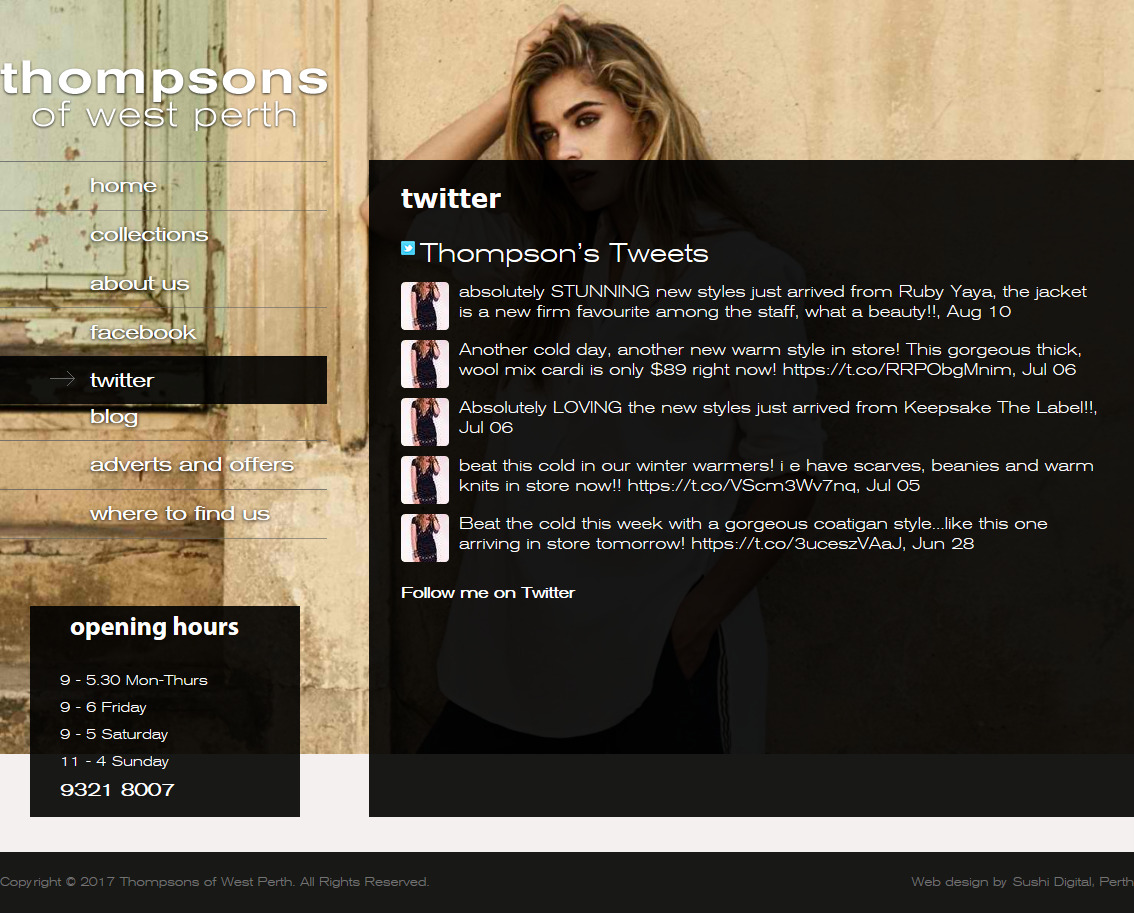 thompsons
of west perth
home
collections
about us
facebook
twitter
blog
adverts and offers
where to find us
opening hours
9 - 5.30 Mon-Thurs
9 - 6 Friday
9 - 5 Saturday
11 - 4 Sunday
9321 8007
twitter
Thompson's Tweets
absolutely STUNNING new styles just arrived from Ruby Yaya, the jacket
is a new firm favourite among the staff, what a beauty!!, Aug 10
Another cold day, another new warm style in store! This gorgeous thick,
wool mix cardi is only $89 right now! https://t.co/RRPObgMnim, Jul 06
Absolutely LOVING the new styles just arrived from Keepsake The Label!!,
Jul 06
beat this cold in our winter warmers! i e have scarves, beanies and warm
knits in store now!! https://t.co/VScm3Wv7nq, Jul 05
Beat the cold this week with a gorgeous coatigan style...like this one
arriving in store tomorrow! https://t.co/3uceszVAaJ, Jun 28
Follow me on Twitter
Copyright © 2017 Thompsons of West Perth. All Rights Reserved.
Web design by Sushi Digital, Perth